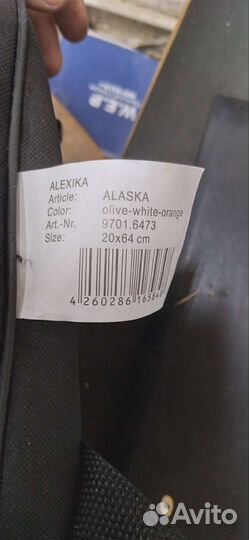 W.E.R
ALEXIKA
Article: ALASKA
Color: olive-white-orange
Art.-Nr. 9701.6473
Size: 20x64 cm
4 260286 16584
Avito